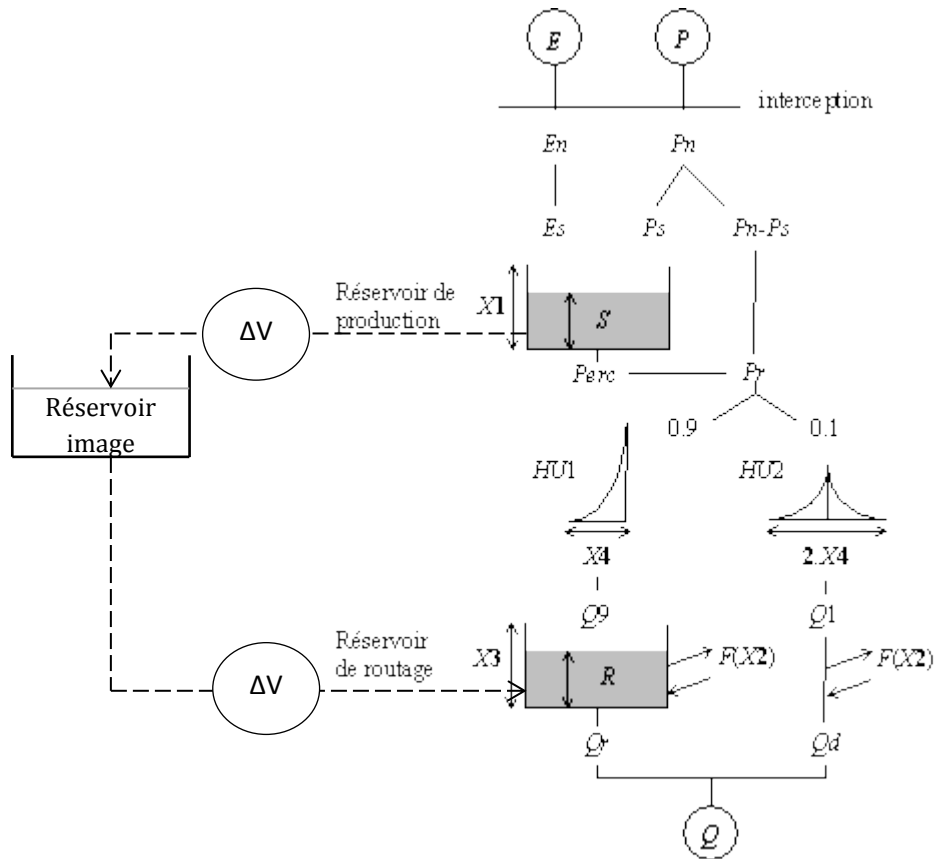 E P
interception
En Pn
Es Ps Pn-Ps
Réservoir de
production
X1
S
ΔV
Réservoir
image
Perc Pr
0.9 0.1
HU1 HU2
X4 2.X4
Q9 Q1
Réservoir
de routage
X3
R
F(X2) F(X2)
ΔV
Qr Qd
Q